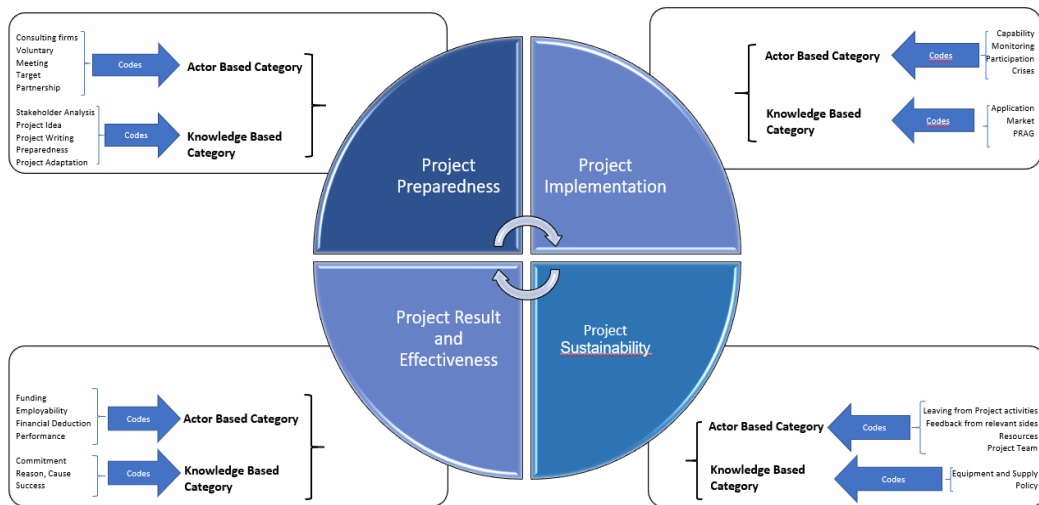 Consulting firms
Voluntary
Meeting
Target
Partnership
Codes
Actor Based Category
Stakeholder Analysis
Project Idea
Project Writing
Preparedness
Project Adaptation
Codes
Knowledge Based
Category
Capability
Monitoring
Participation
Crises
Codes
Actor Based Category
Application
Market
PRAG
Codes
Knowledge Based
Category
Project
Preparedness
Project
Implementation
Project Result
and
Effectiveness
Project
Sustainability
Funding
Employability
Financial Deduction
Performance
Codes
Actor Based Category
Commitment
Reason, Cause
Success
Codes
Knowledge Based
Category
Leaving from Project activities
Feedback from relevant sides
Resources
Project Team
Codes
Actor Based Category
Equipment and Supply
Policy
Codes
Knowledge Based
Category